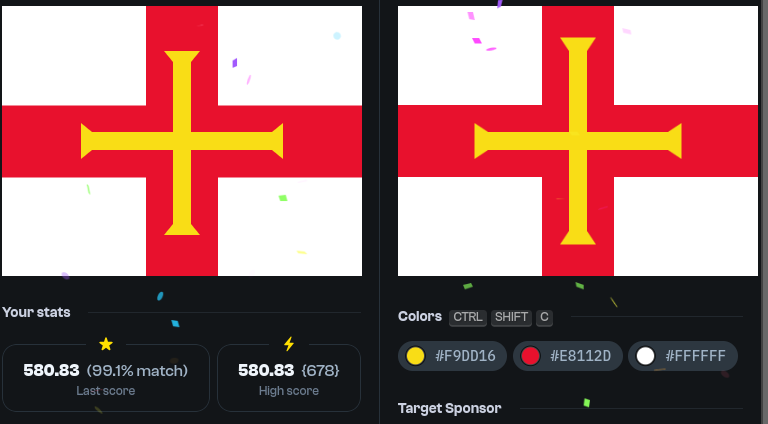 Your stats
580.83 (99.1% match)
Last score
580.83 {678}
High score
Colors CTRL SHIFT C
#F9DD16 #E8112D #FFFFFF
Target Sponsor